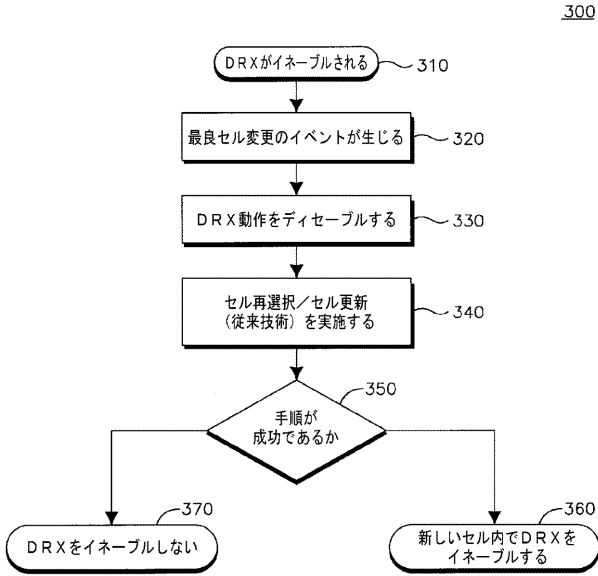 300
DRXがイネーブルされる
310
最良セル変更のイベントが生じる
320
DRX動作をディセーブルする
330
セル再選択/セル更新
(従来技術)を実施する
340
手順が
成功であるか
350
DRXをイネーブルしない
370
新しいセル内でDRXを
イネーブルする
360